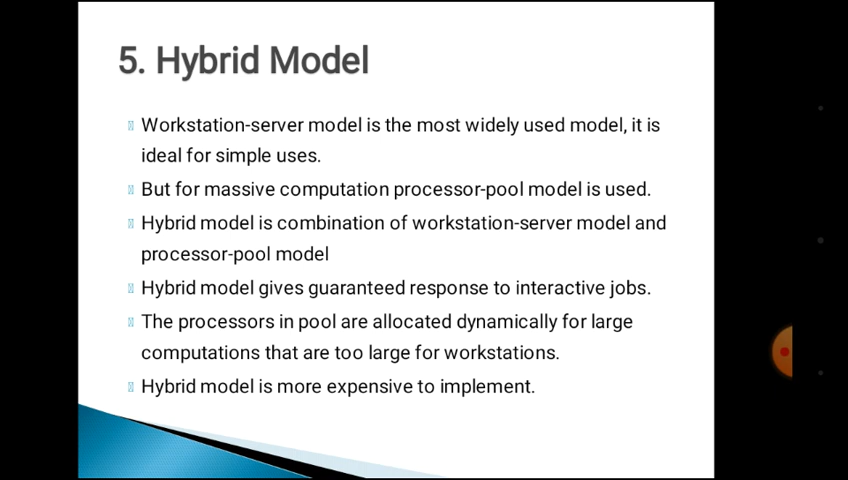 5. Hybrid Model
Workstation-server model is the most widely used model, it is
ideal for simple uses.
But for massive computation processor-pool model is used.
Hybrid model is combination of workstation-server model and
processor-pool model
Hybrid model gives guaranteed response to interactive jobs.
The processors in pool are allocated dynamically for large
computations that are too large for workstations.
Hybrid model is more expensive to implement.